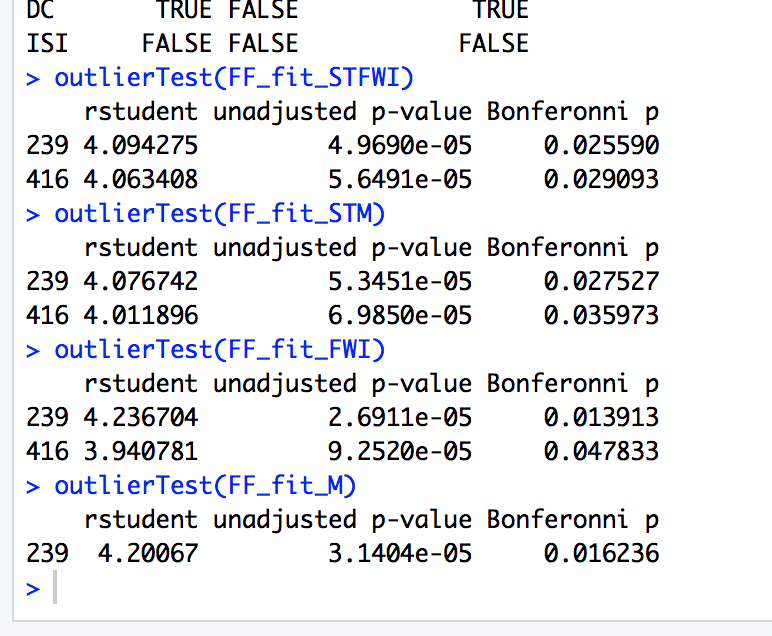 DC TRUE FALSE TRUE
ISI FALSE FALSE FALSE
> outlierTest(FF_fit_STFWI)
rstudent unadjusted p-value Bonferonni p
239 4.094275 4.9690e-05 0.025590
416 4.063408 5.6491e-05 0.029093
> outlierTest(FF_fit_STM)
rstudent unadjusted p-value Bonferonni p
239 4.076742 5.3451e-05 0.027527
416 4.011896 6.9850e-05 0.035973
> outlierTest(FF_fit_FWI)
rstudent unadjusted p-value Bonferonni p
239 4.236704 2.6911e-05 0.013913
416 3.940781 9.2520e-05 0.047833
> outlierTest(FF_fit_M)
rstudent unadjusted p-value Bonferonni p
239 4.20067 3.1404e-05 0.016236
>